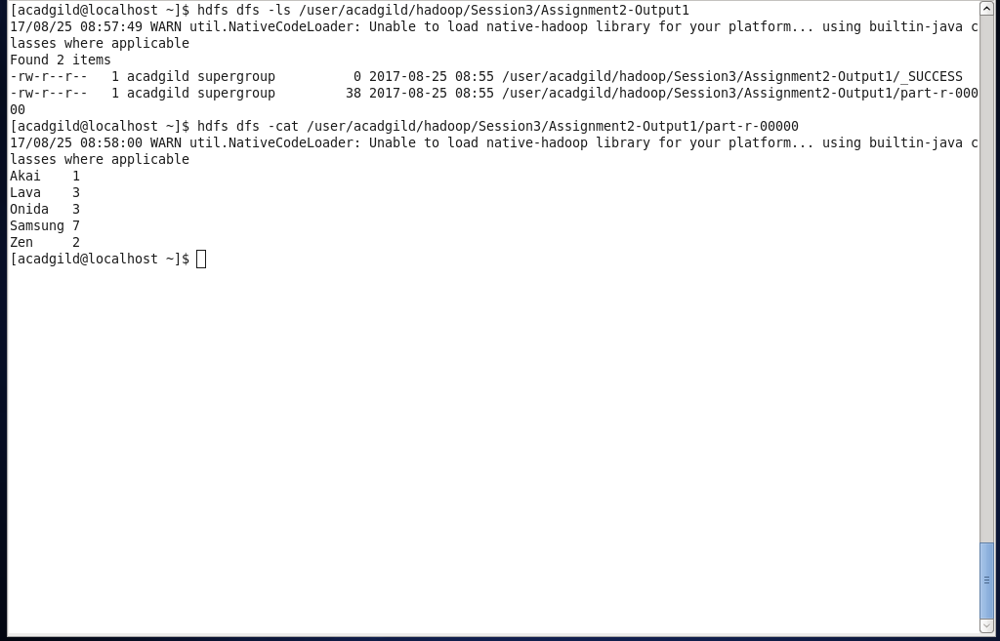 [acadgild@localhost ~]$ hdfs dfs -ls /user/acadgild/hadoop/Session3/Assignment2-Output1
17/08/25 08:57:49 WARN util.NativeCodeLoader: Unable to load native-hadoop library for your platform... using builtin-java c
lasses where applicable
Found 2 items
-rw-r--r--   1 acadgild supergroup          0 2017-08-25 08:55 /user/acadgild/hadoop/Session3/Assignment2-Output1/_SUCCESS
-rw-r--r--   1 acadgild supergroup         38 2017-08-25 08:55 /user/acadgild/hadoop/Session3/Assignment2-Output1/part-r-000
00
[acadgild@localhost ~]$ hdfs dfs -cat /user/acadgild/hadoop/Session3/Assignment2-Output1/part-r-00000
17/08/25 08:58:00 WARN util.NativeCodeLoader: Unable to load native-hadoop library for your platform... using builtin-java c
lasses where applicable
Akai    1
Lava    3
Onida   3
Samsung 7
Zen     2
[acadgild@localhost ~]$